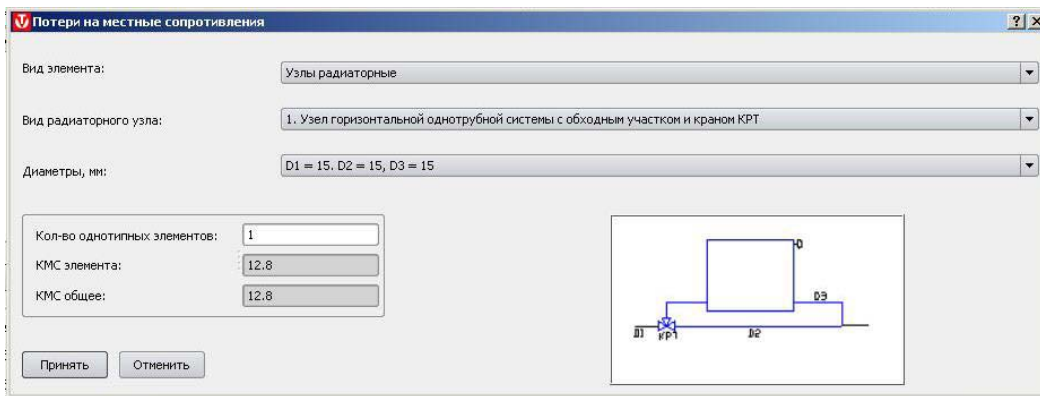 Потери на местные сопротивления
Вид элемента:
Узлы радиаторные
Вид радиаторного узла:
1. Узел горизонтальной однотрубной системы с обходным участком и краном КРТ
Диаметры, мм:
D1 = 15. D2 = 15, D3 = 15
Кол-во однотипных элементов:
1
КМС элемента:
12.8
КМС общее:
12.8
D3
D1
КРТ
D2
Принять
Отменить